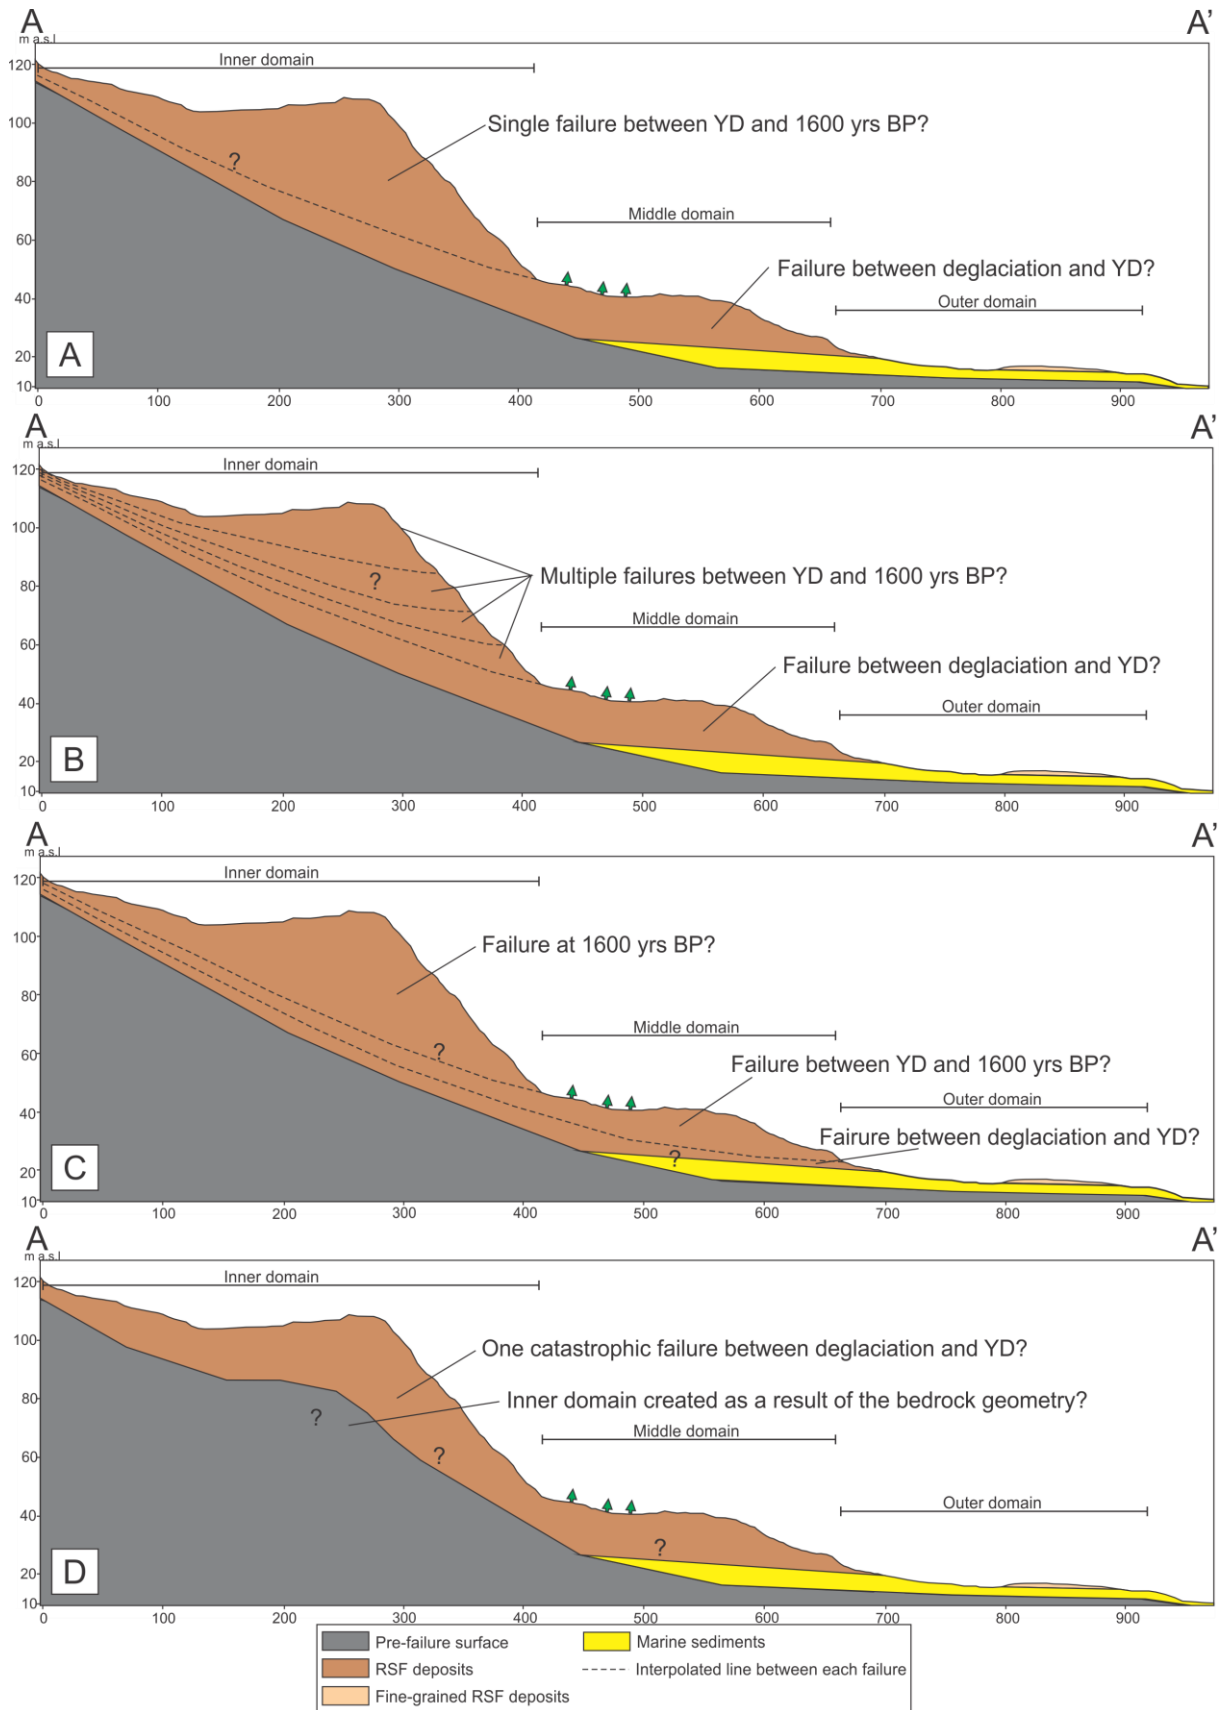 A A'
m a.s.l
Inner domain
120
100
80
60
40
20
10
Single failure between YD and 1600 yrs BP?
?
Middle domain
Failure between deglaciation and YD?
Outer domain
A
0 100 200 300 400 500 600 700 800 900
A A'
m a.s.l
Inner domain
120
100
80
60
40
20
10
?
Multiple failures between YD and 1600 yrs BP?
Middle domain
Failure between deglaciation and YD?
Outer domain
B
0 100 200 300 400 500 600 700 800 900
A A'
m a.s.l
Inner domain
120
100
80
60
40
20
10
Failure at 1600 yrs BP?
Middle domain
?
Failure between YD and 1600 yrs BP?
Outer domain
Fairure between deglaciation and YD?
?
C
0 100 200 300 400 500 600 700 800 900
A A'
m a.s.l
Inner domain
120
100
80
60
40
20
10
One catastrophic failure between deglaciation and YD?
Inner domain created as a result of the bedrock geometry?
?
Middle domain
?
Outer domain
?
D
0 100 200 300 400 500 600 700 800 900
Pre-failure surface
RSF deposits
Fine-grained RSF deposits
Marine sediments
Interpolated line between each failure